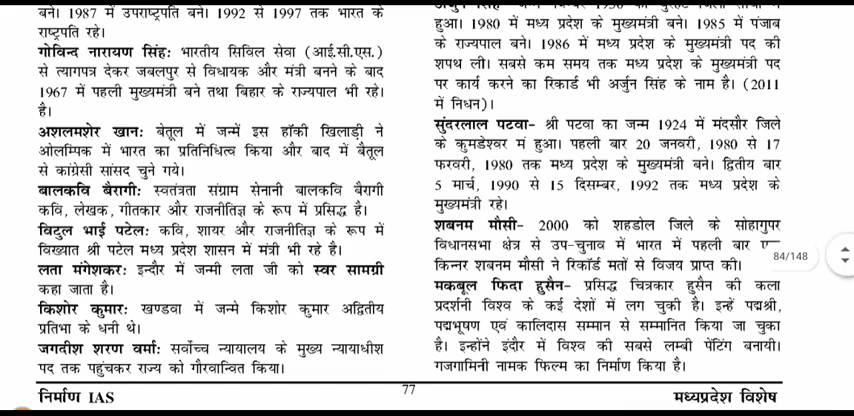 बने। 1987 में उपराष्ट्रपति बने। 1992 से 1997 तक भारत के
राष्ट्रपति रहे।
गोविन्द नारायण सिंह: भारतीय सिविल सेवा (आई.सी.एस.)
से त्यागपत्र देकर जबलपुर से विधायक और मंत्री बनने के बाद
1967 में पहली मुख्यमंत्री बने तथा बिहार के राज्यपाल भी रहे।
है।
अशलमशेर खान: बेतूल में जन्में इस हॉकी खिलाड़ी ने
ओलम्पिक में भारत का प्रतिनिधित्व किया और बाद में बैतूल
से कांग्रेसी सांसद चुने गये।
बालकवि बैरागी: स्वतंत्रता संग्राम सेनानी बालकवि बैरागी
कवि, लेखक, गीतकार और राजनीतिज्ञ के रूप में प्रसिद्ध है।
विटुल भाई पटेल: कवि, शायर और राजनीतिज्ञ के रूप में
विख्यात श्री पटेल मध्य प्रदेश शासन में मंत्री भी रहे है।
लता मंगेशकर: इन्दौर में जन्मी लता जी को स्वर सामग्री
कहा जाता है।
किशोर कुमार: खण्डवा में जन्मे किशोर कुमार अद्वितीय
प्रतिभा के धनी थे।
जगदीश शरण वर्मा: सर्वोच्च न्यायालय के मुख्य न्यायाधीश
पद तक पहुंचकर राज्य को गौरवान्वित किया।
हुआ। 1980 में मध्य प्रदेश के मुख्यमंत्री बने। 1985 में पंजाब
के राज्यपाल बने। 1986 में मध्य प्रदेश के मुख्यमंत्री पद की
शपथ ली। सबसे कम समय तक मध्य प्रदेश के मुख्यमंत्री पद
पर कार्य करने का रिकार्ड भी अर्जुन सिंह के नाम है। (2011
में निधन)।
सुंदरलाल पटवा- श्री पटवा का जन्म 1924 में मंदसौर जिले
के कुमडेश्वर म हुआ। पहली बार 20 जनवरी, 1980 से 17
फरवरी, 1980 तक मध्य प्रदेश के मुख्यमंत्री बने। द्वितीय बार
5 मार्च, 1990 से 15 दिसम्बर, 1992 तक मध्य प्रदेश के
मुख्यमंत्री रहे।
शबनम मौसी- 2000 को शहडोल जिले के सोहागुपर
विधानसभा क्षेत्र से उप-चुनाव में भारत में पहली बार
किन्नर शबनम मौसी ने रिकॉर्ड मतों से विजय प्राप्त की।
84/148
मकबूल फिदा हुसैन- प्रसिद्ध चित्रकार हुसैन की कला
प्रदर्शनी विश्व के कई देशों में लग चुकी है। इन्हें पद्मश्री,
पद्मभूषण एवं कालिदास सम्मान से सम्मानित किया जा चुका
है। इन्होंने इंदौर में विश्व की सबसे लम्बी पेंटिंग बनायी।
गजगामिनी नामक फिल्म का निर्माण किया है।
निर्माण IAS
77
मध्यप्रदेश विशेष